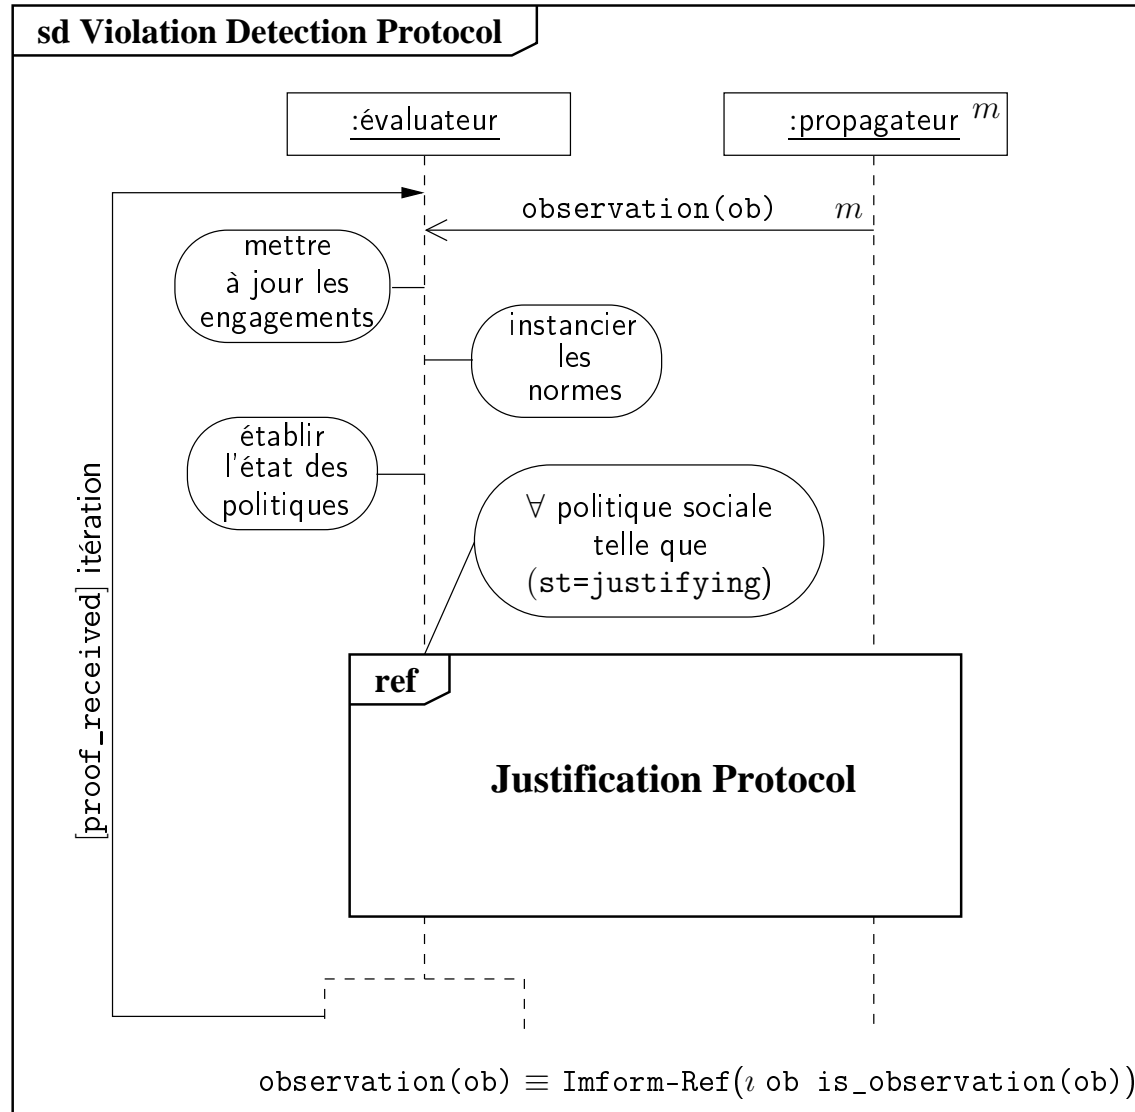 sd Violation Detection Protocol
:évaluateur
:propagateur m
observation(ob) m
mettre
à jour les
engagements
instancier
les
normes
établir
l'état des
politiques
∀ politique sociale
telle que
(st=justifying)
[proof_received] itération
ref
Justification Protocol
observation(ob) ≡ Imform-Ref(ı ob is_observation(ob))